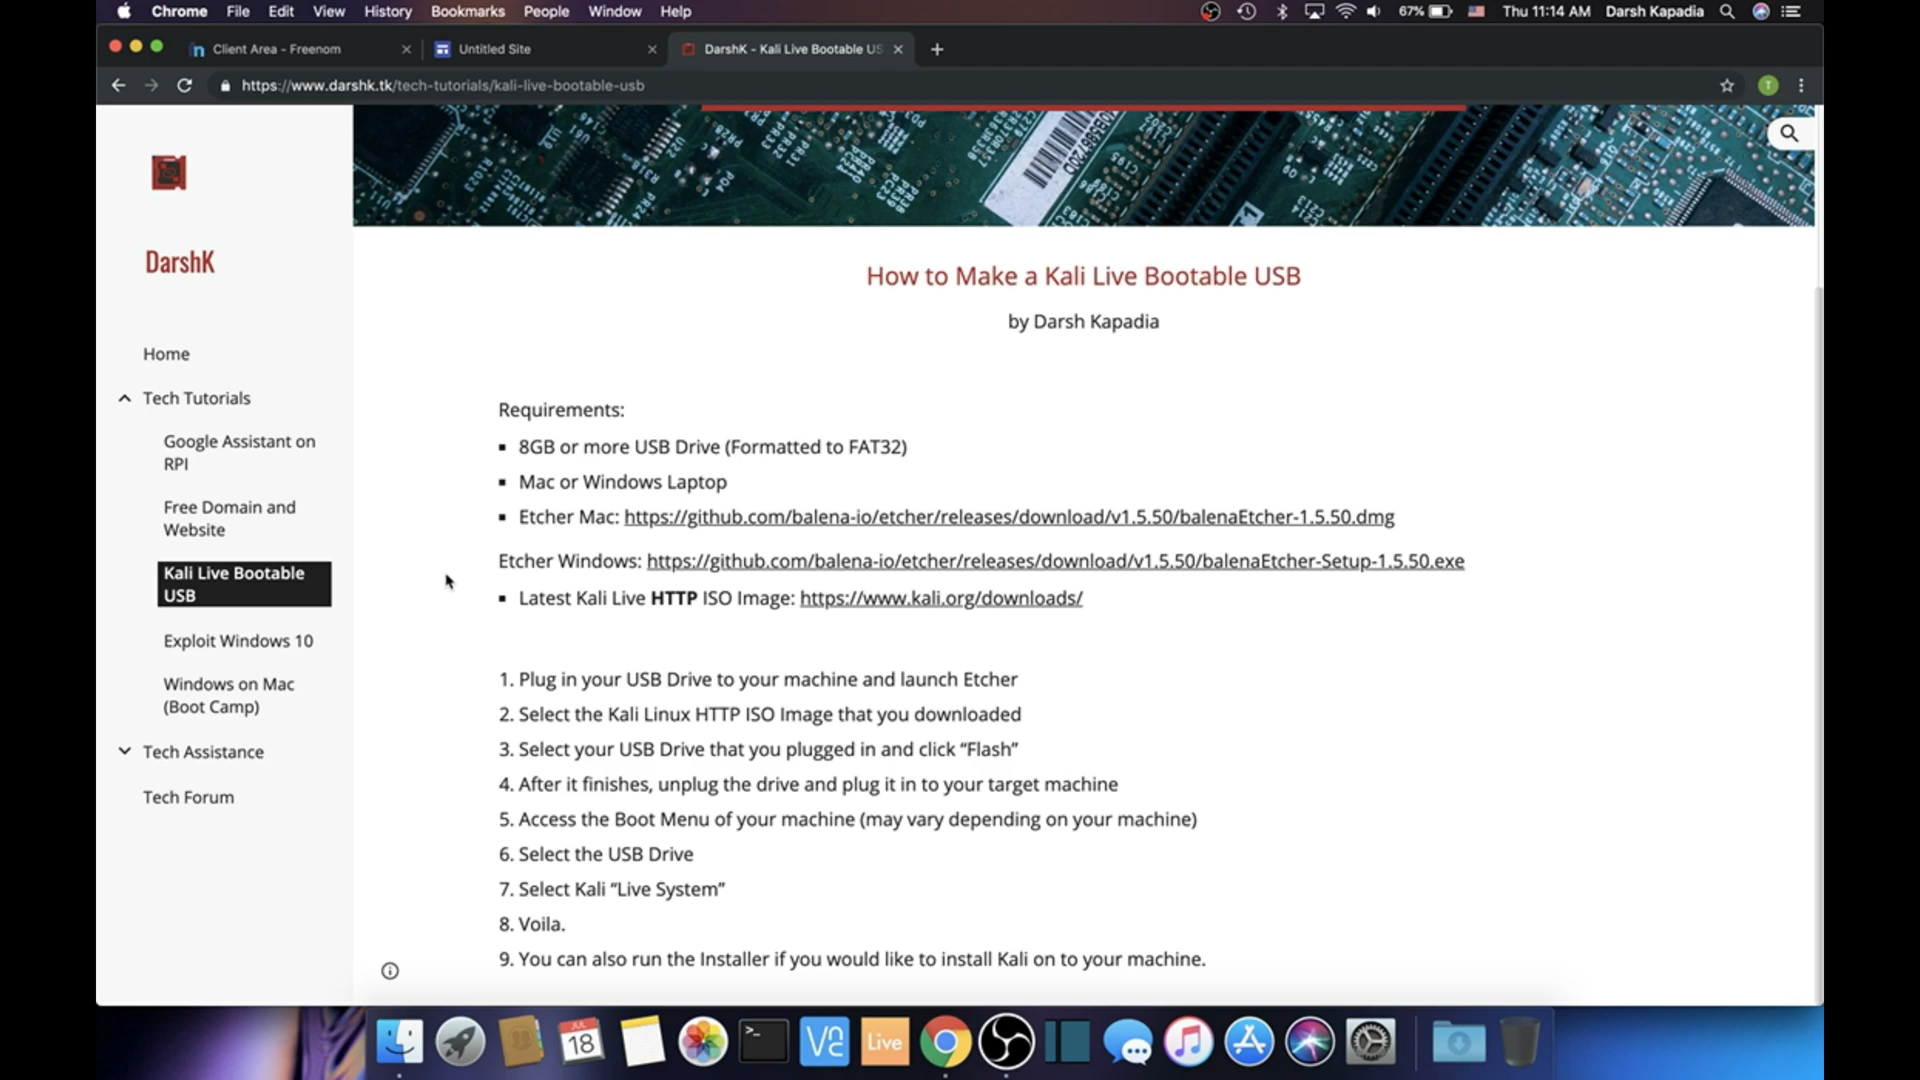 Chrome File Edit View History Bookmarks People Window Help 67% Thu 11:14 AM Darsh Kapadia
Client Area - Freenom
Untitled Site
DarshK - Kali Live Bootable US
https://www.darshk.tk/tech-tutorials/kali-live-bootable-usb
T
DarshK
Home
Tech Tutorials
Google Assistant on
RPI
Free Domain and
Website
Kali Live Bootable
USB
Exploit Windows 10
Windows on Mac
(Boot Camp)
Tech Assistance
Tech Forum
How to Make a Kali Live Bootable USB
by Darsh Kapadia
Requirements:
▪ 8GB or more USB Drive (Formatted to FAT32)
▪ Mac or Windows Laptop
▪ Etcher Mac: https://github.com/balena-io/etcher/releases/download/v1.5.50/balenaEtcher-1.5.50.dmg
Etcher Windows: https://github.com/balena-io/etcher/releases/download/v1.5.50/balenaEtcher-Setup-1.5.50.exe
▪ Latest Kali Live HTTP ISO Image: https://www.kali.org/downloads/
1. Plug in your USB Drive to your machine and launch Etcher
2. Select the Kali Linux HTTP ISO Image that you downloaded
3. Select your USB Drive that you plugged in and click “Flash”
4. After it finishes, unplug the drive and plug it in to your target machine
5. Access the Boot Menu of your machine (may vary depending on your machine)
6. Select the USB Drive
7. Select Kali “Live System”
8. Voila.
9. You can also run the Installer if you would like to install Kali on to your machine.
JUL
18
Live